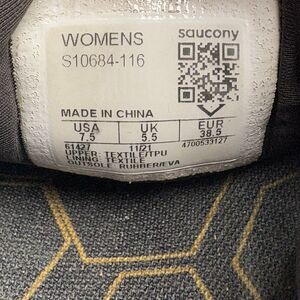 WOMENS saucony
S10684-116
MADE IN CHINA
USA UK EUR
7.5 5.5 38.5
61427 11/21 4700533127
UPPER: TEXTILE/TPU
LINING: TEXTILE
OUTSOLE: RUBBER/EVA